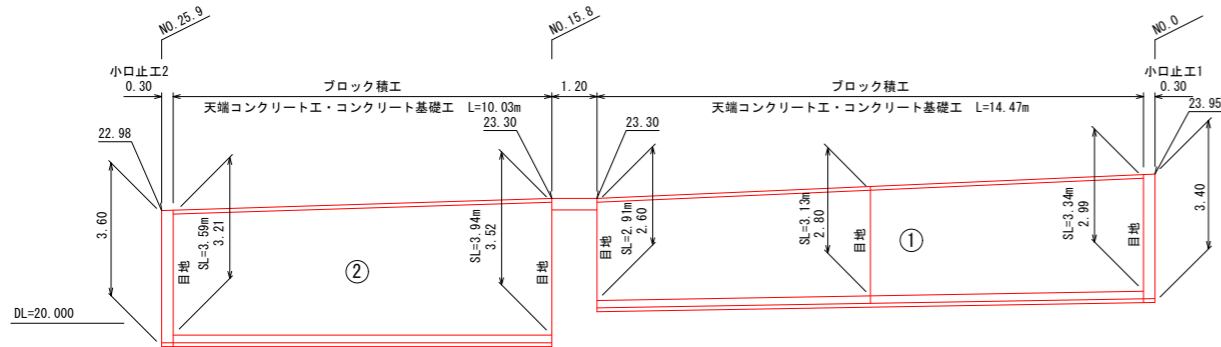 NO.25.9
NO.15.8
NO.0
小口止工2
0.30
ブロック積工
天端コンクリート工・コンクリート基礎工 L=10.03m
1.20
ブロック積工
天端コンクリート工・コンクリート基礎工 L=14.47m
小口止工1
0.30
22.98
23.30
23.30
23.95
3.60
目地
SL=3.59m
3.21
②
SL=3.94m
3.52
目地
目地
SL=2.91m
2.60
SL=3.13m
2.80
目地
①
SL=3.34m
2.99
目地
3.40
DL=20.000